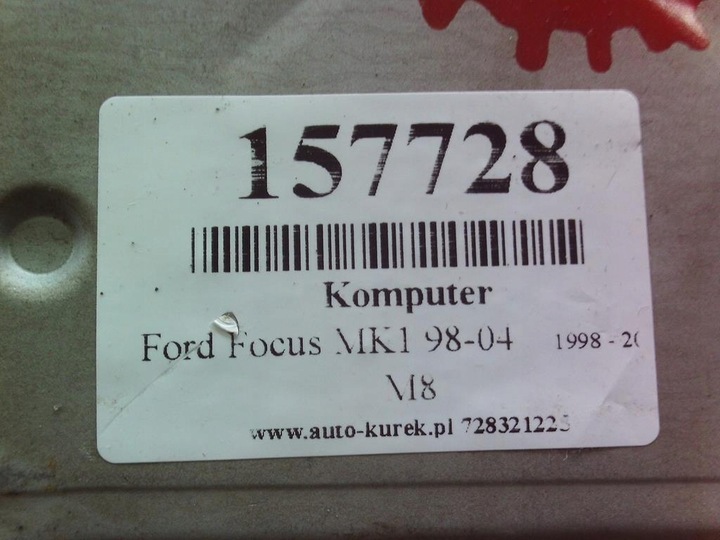 157728
Komputer
Ford Focus MK1 98-04 1998 - 20
M8
www.auto-kurek.pl 728321225